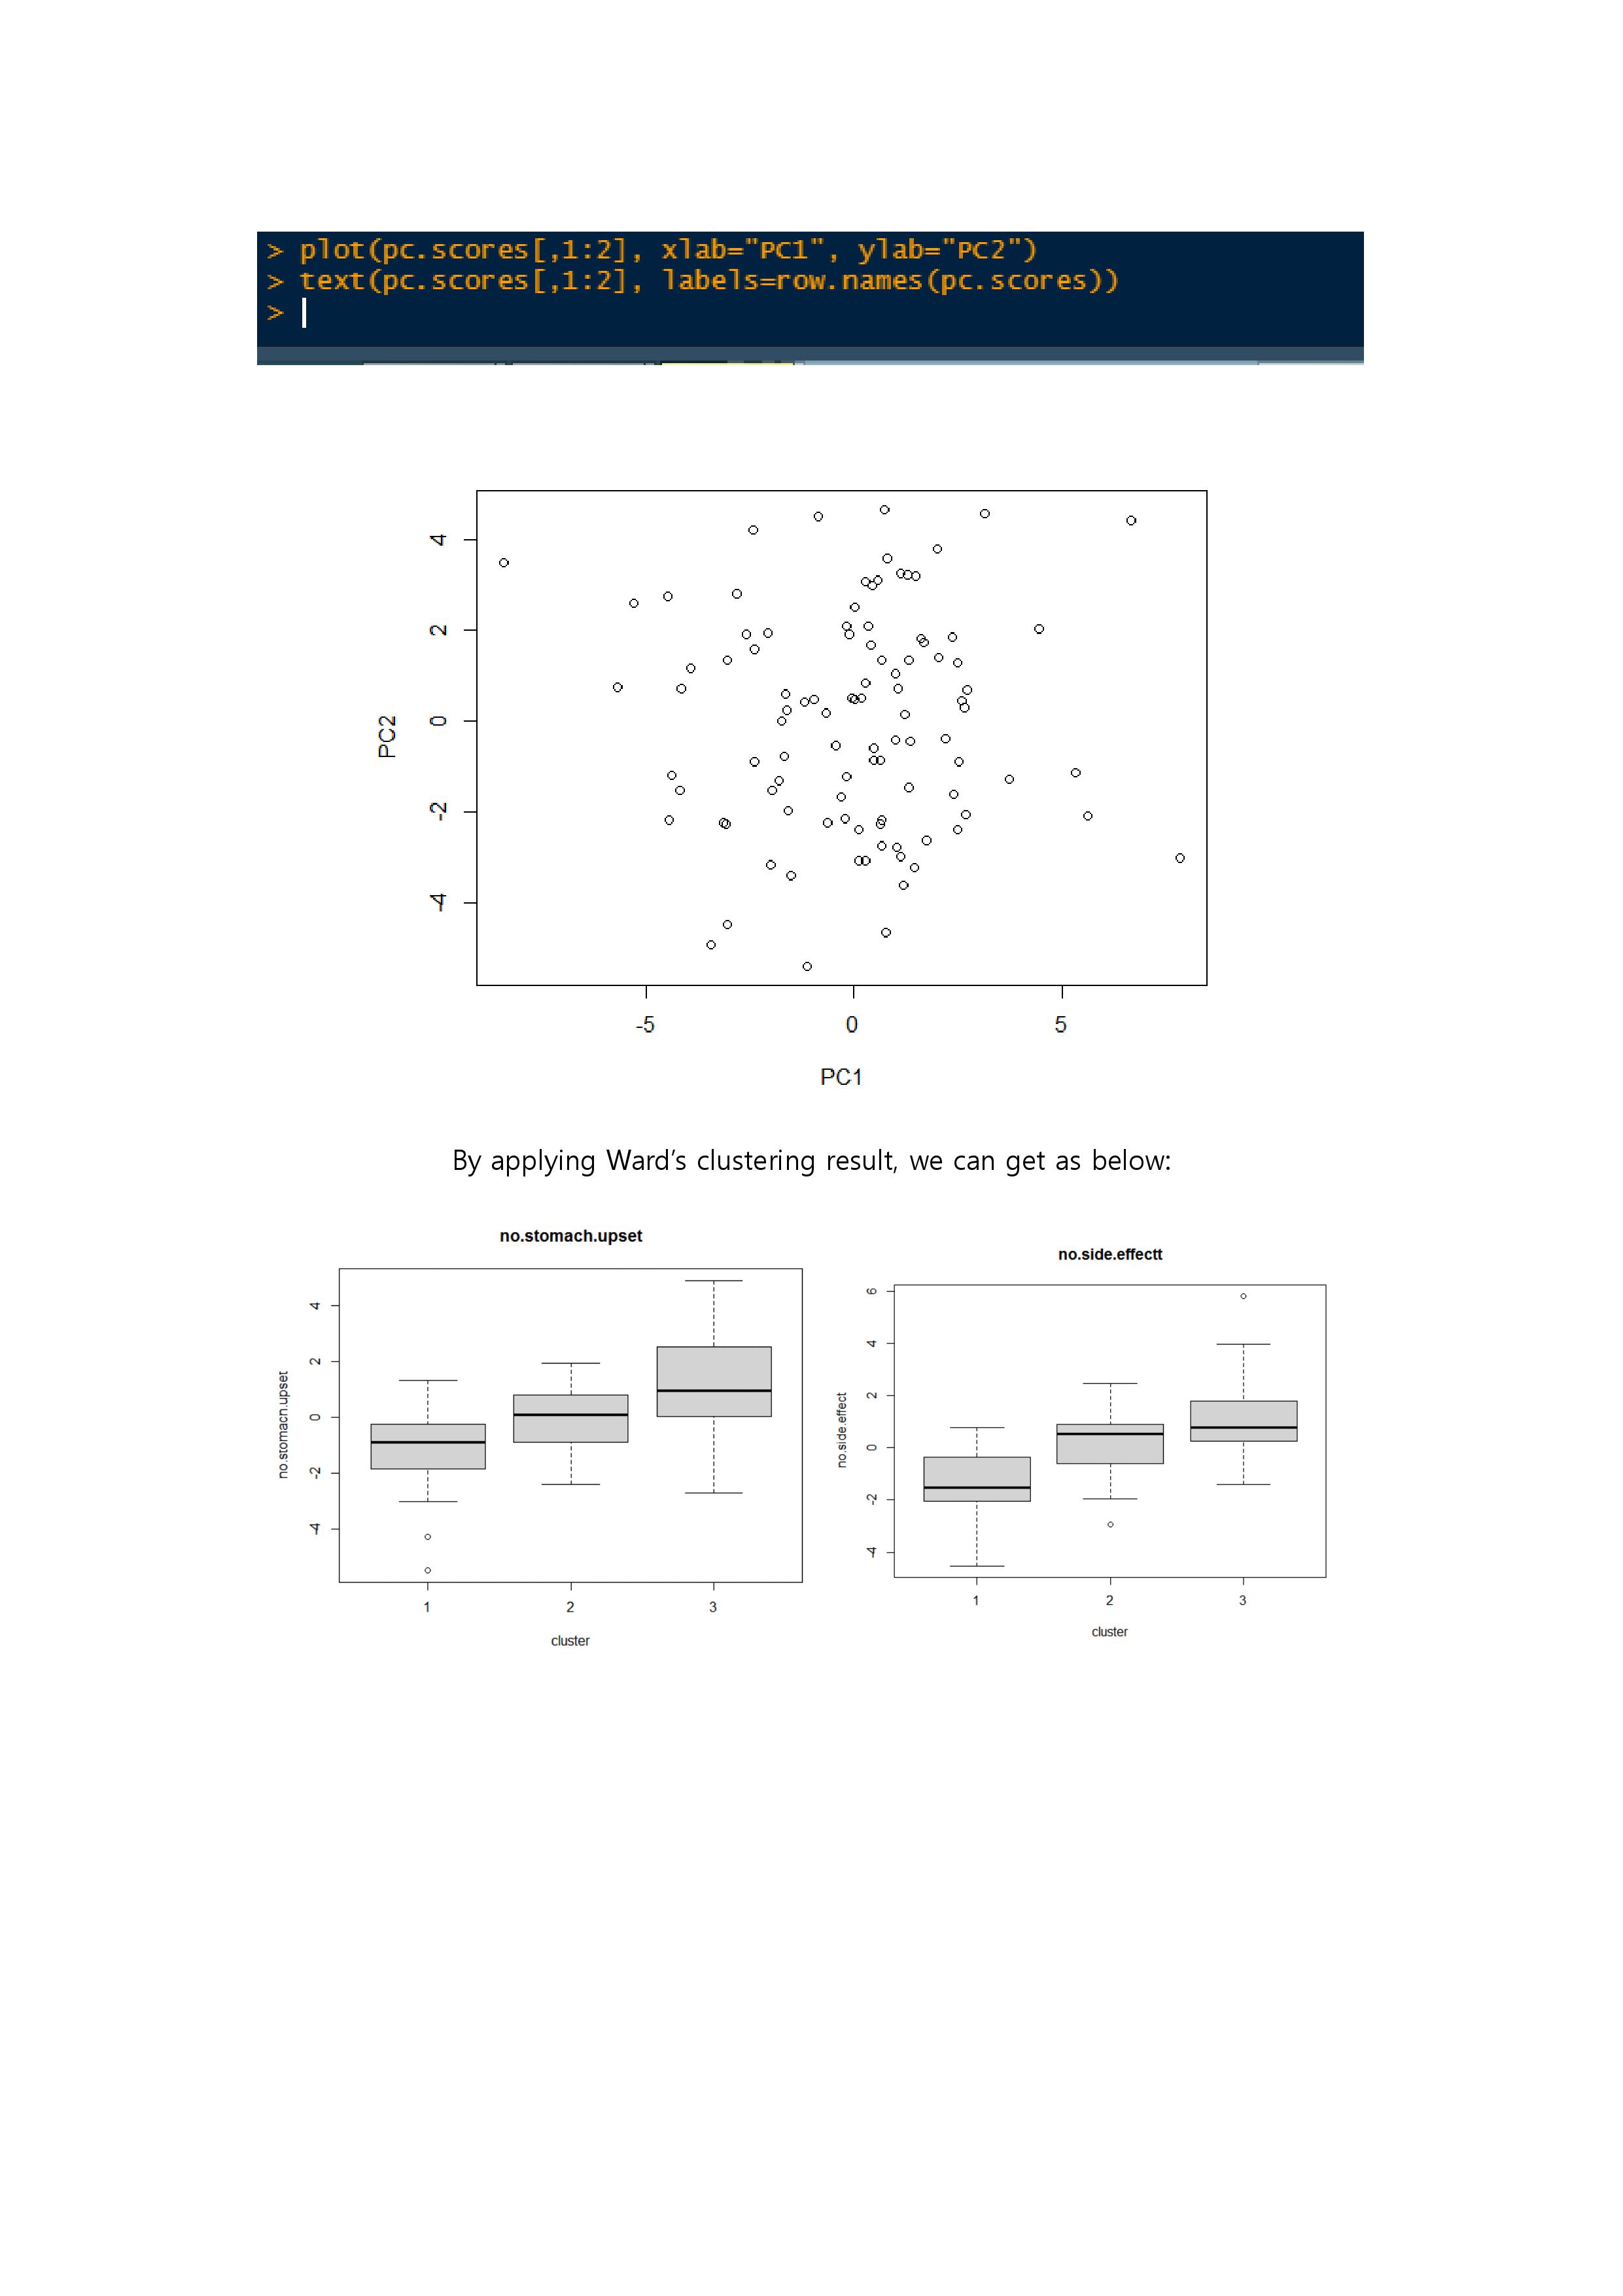 > plot(pc.scores[,1:2], xlab="PC1", ylab="PC2")
> text(pc.scores[,1:2], labels=row.names(pc.scores))
>
4
2
0
-2
-4
PC2
-5 0 5
PC1
By applying Ward’s clustering result, we can get as below:
no.stomach.upset
4
2
0
-2
-4
no.stomacn.upset
1 2 3
cluster
no.side.effectt
6
4
2
0
-2
-4
no.side.effect
1 2 3
cluster